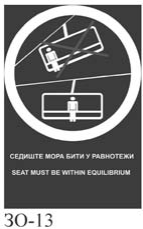 СЕДИШТЕ МОРА БИТИ У РАВНОТЕЖИ
SEAT MUST BE WITHIN EQUILIBRIUM
ЗО-13